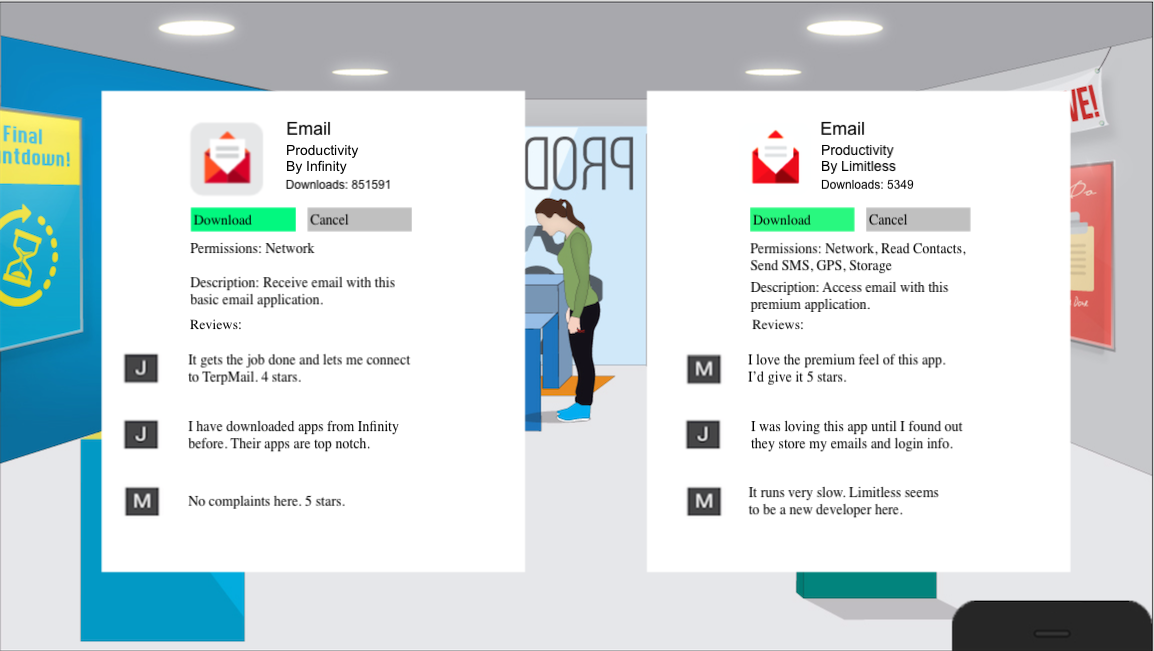 Final
ntdown!
Email
Productivity
By Infinity
Downloads: 851591
Download
Cancel
Permissions: Network
Description: Receive email with this
basic email application.
Reviews:
J
It gets the job done and lets me connect
to TerpMail. 4 stars.
J
I have downloaded apps from Infinity
before. Their apps are top notch.
M
No complaints here. 5 stars.
PROD
Email
Productivity
By Limitless
Downloads: 5349
Download
Cancel
Permissions: Network, Read Contacts,
Send SMS, GPS, Storage
Description: Access email with this
premium application.
Reviews:
M
I love the premium feel of this app.
I'd give it 5 stars.
J
I was loving this app until I found out
they store my emails and login info.
M
It runs very slow. Limitless seems
to be a new developer here.
VE!
Do
Done